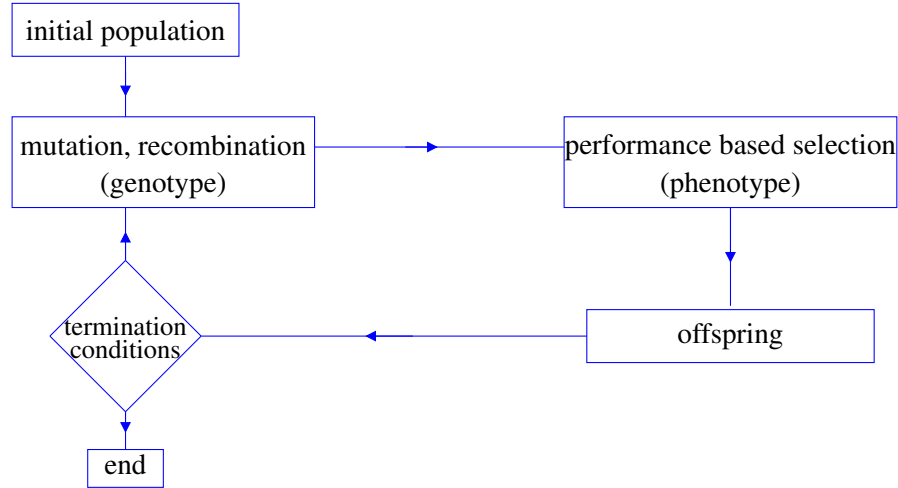 initial population
mutation, recombination
(genotype)
performance based selection
(phenotype)
offspring
termination
conditions
end